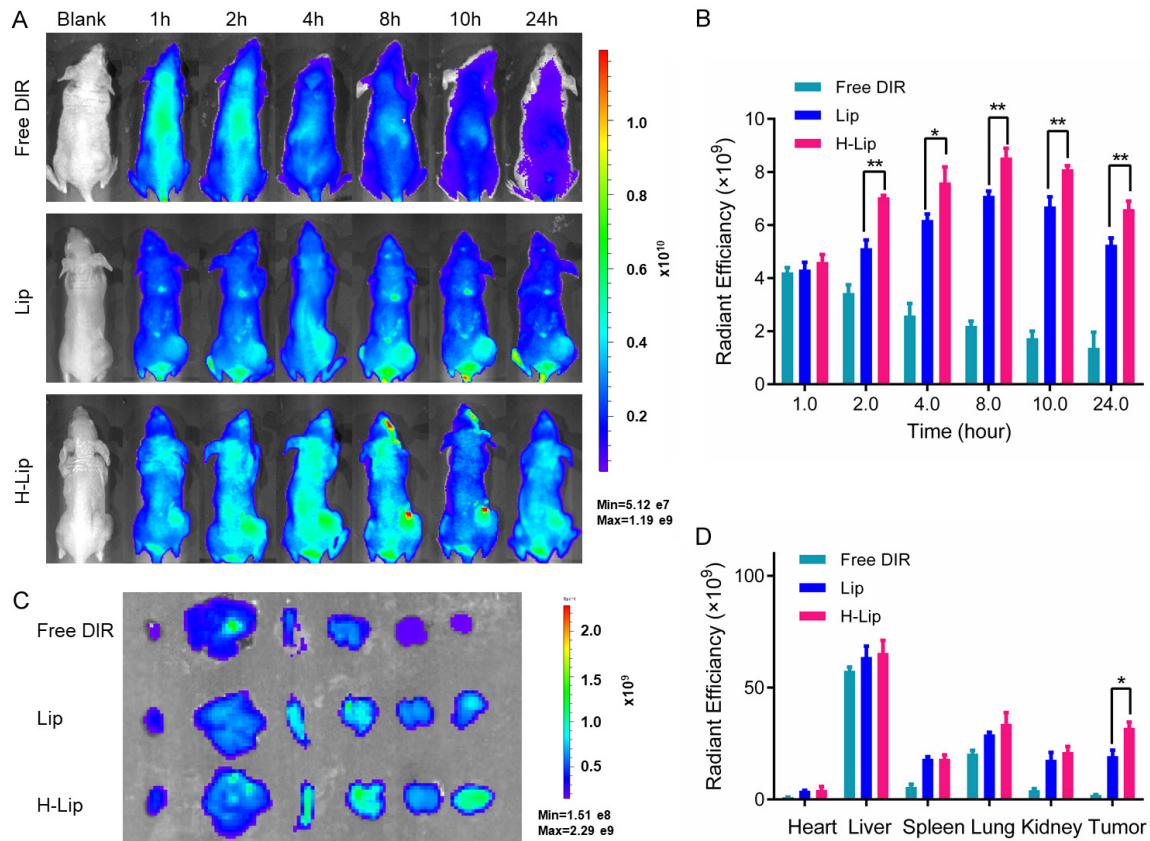 A
Blank 1h 2h 4h 8h 10h 24h
Free DIR
Lip
H-Lip
1.0
0.8
0.6
0.4
0.2
x10¹⁰
Min=5.12 e7
Max=1.19 e9
B
Free DIR
Lip
H-Lip
Radiant Efficiancy (×10⁹)
10
8
6
4
2
0
** * ** ** **
1.0 2.0 4.0 8.0 10.0 24.0
Time (hour)
C
Free DIR
Lip
H-Lip
2.0
1.5
1.0
0.5
x10⁹
Min=1.51 e8
Max=2.29 e9
D
Free DIR
Lip
H-Lip
Radiant Efficiancy (×10⁹)
100
50
0
*
Heart Liver Spleen Lung Kidney Tumor